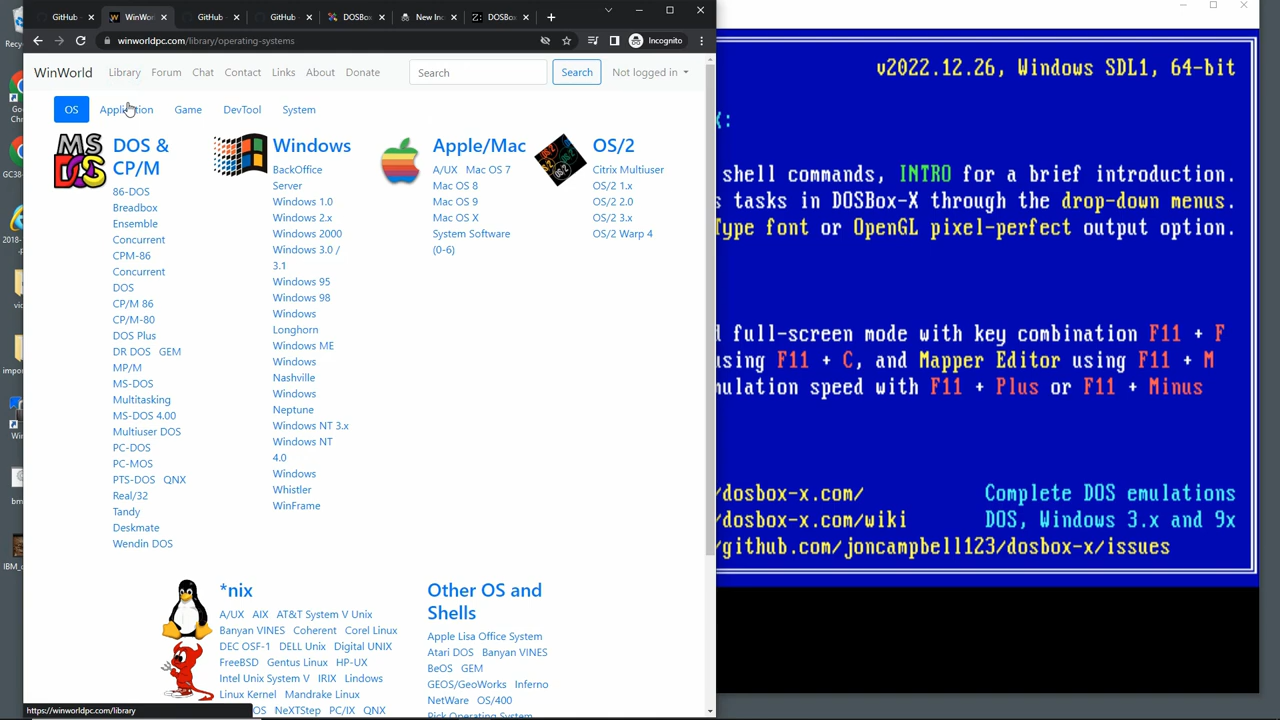 GitHub
WinWorl
GitHub
GitHub
DOSBox
New Inc
DOSBox
winworldpc.com/library/operating-systems
Incognito
WinWorld
Library
Forum
Chat
Contact
Links
About
Donate
Search
Search
Not logged in
OS
Application
Game
DevTool
System
MS
DOS
DOS &
CP/M
86-DOS
Breadbox
Ensemble
Concurrent
CPM-86
Concurrent
DOS
CP/M 86
CP/M-80
DOS Plus
DR DOS GEM
MP/M
MS-DOS
Multitasking
MS-DOS 4.00
Multiuser DOS
PC-DOS
PC-MOS
PTS-DOS QNX
Real/32
Tandy
Deskmate
Wendin DOS
Windows
BackOffice
Server
Windows 1.0
Windows 2.x
Windows 2000
Windows 3.0 /
3.1
Windows 95
Windows 98
Windows
Longhorn
Windows ME
Windows
Nashville
Windows
Neptune
Windows NT 3.x
Windows NT
4.0
Windows
Whistler
WinFrame
Apple/Mac
A/UX Mac OS 7
Mac OS 8
Mac OS 9
Mac OS X
System Software
(0-6)
OS/2
Citrix Multiuser
OS/2 1.x
OS/2 2.0
OS/2 3.x
OS/2 Warp 4
*nix
A/UX AIX AT&T System V Unix
Banyan VINES Coherent Corel Linux
DEC OSF-1 DELL Unix Digital UNIX
FreeBSD Gentus Linux HP-UX
Intel Unix System V IRIX Lindows
Linux Kernel Mandrake Linux
OS NeXTStep PC/IX QNX
Other OS and
Shells
Apple Lisa Office System
Atari DOS Banyan VINES
BeOS GEM
GEOS/GeoWorks Inferno
NetWare OS/400
Pick Operating System
https://winworldpc.com/library
v2022.12.26, Windows SDL1, 64-bit
X:
shell commands, INTRO for a brief introduction.
s tasks in DOSBox-X through the drop-down menus.
Type font or OpenGL pixel-perfect output option.
d full-screen mode with key combination F11 + F
using F11 + C, and Mapper Editor using F11 + M
mulation speed with F11 + Plus or F11 + Minus
/dosbox-x.com/
Complete DOS emulations
/dosbox-x.com/wiki
DOS, Windows 3.x and 9x
/github.com/joncampbell123/dosbox-x/issues